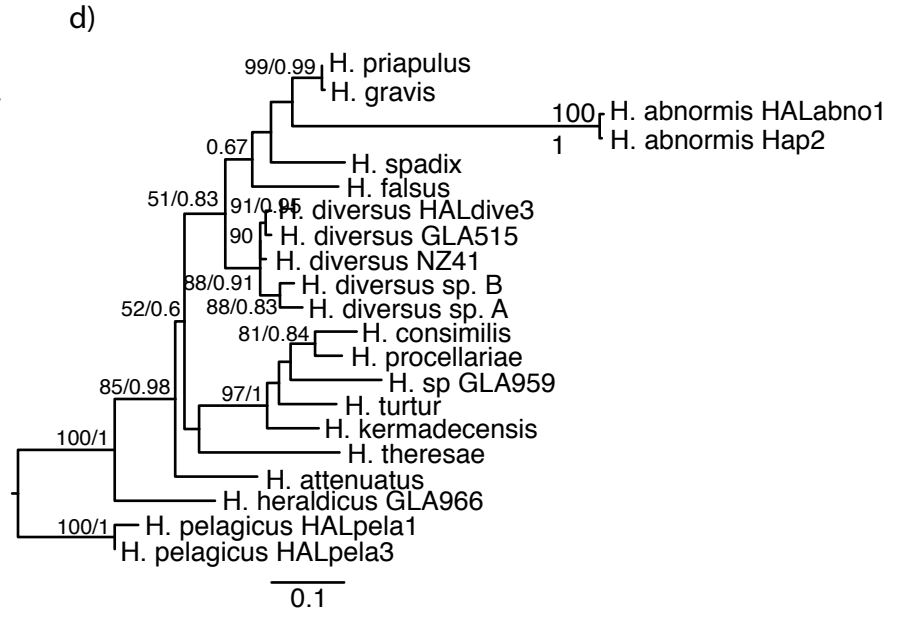 d)
99/0.99
H. priapulus
H. gravis
100
1
H. abnormis HALabno1
H. abnormis Hap2
0.67
H. spadix
H. falsus
51/0.83
91/0.95
H. diversus HALdive3
90
H. diversus GLA515
H. diversus NZ41
88/0.91
H. diversus sp. B
88/0.83
H. diversus sp. A
52/0.6
81/0.84
H. consimilis
H. procellariae
H. sp GLA959
97/1
H. turtur
H. kermadecensis
85/0.98
H. theresae
100/1
H. attenuatus
H. heraldicus GLA966
100/1
H. pelagicus HALpela1
H. pelagicus HALpela3
0.1